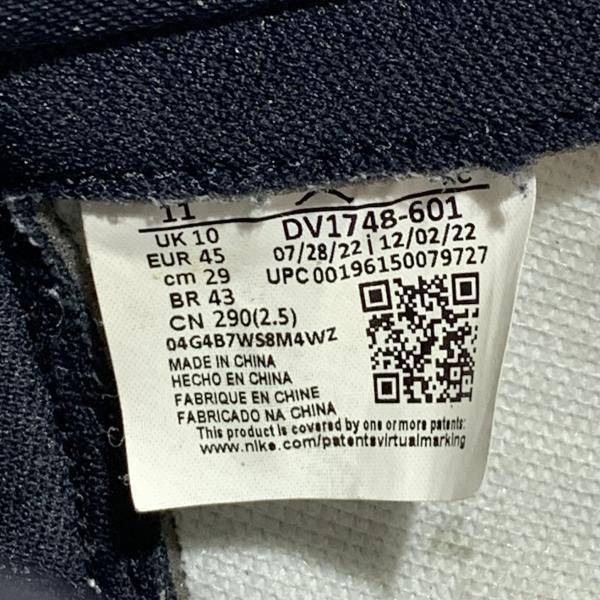 11
UK 10
EUR 45
cm 29
BR 43
CN 290(2.5)
04G4B7WS8M4WZ
DV1748-601
07/28/22 | 12/02/22
UPC 00196150079727
MADE IN CHINA
HECHO EN CHINA
FABRIQUE EN CHINE
FABRICADO NA CHINA
This product is covered by one or more patents:
www.nike.com/patentsvirtualmarking